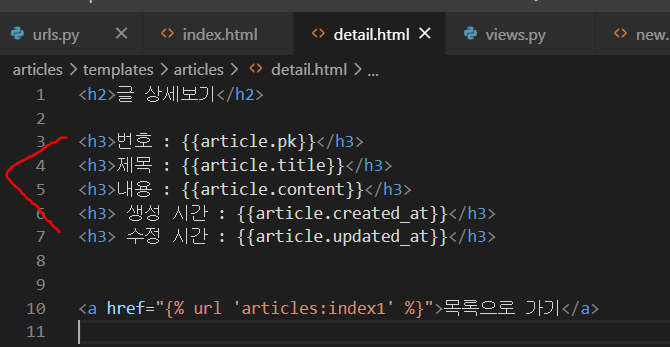 urls.py index.html detail.html views.py new.
articles > templates > articles > detail.html > ...
1 <h2>글 상세보기</h2>
2
3 <h3>번호 : {{article.pk}}</h3>
4 <h3>제목 : {{article.title}}</h3>
5 <h3>내용 : {{article.content}}</h3>
6 <h3> 생성 시간 : {{article.created_at}}</h3>
7 <h3> 수정 시간 : {{article.updated_at}}</h3>
8
9
10 <a href="{% url 'articles:index1' %}">목톡으로 가기</a>
11